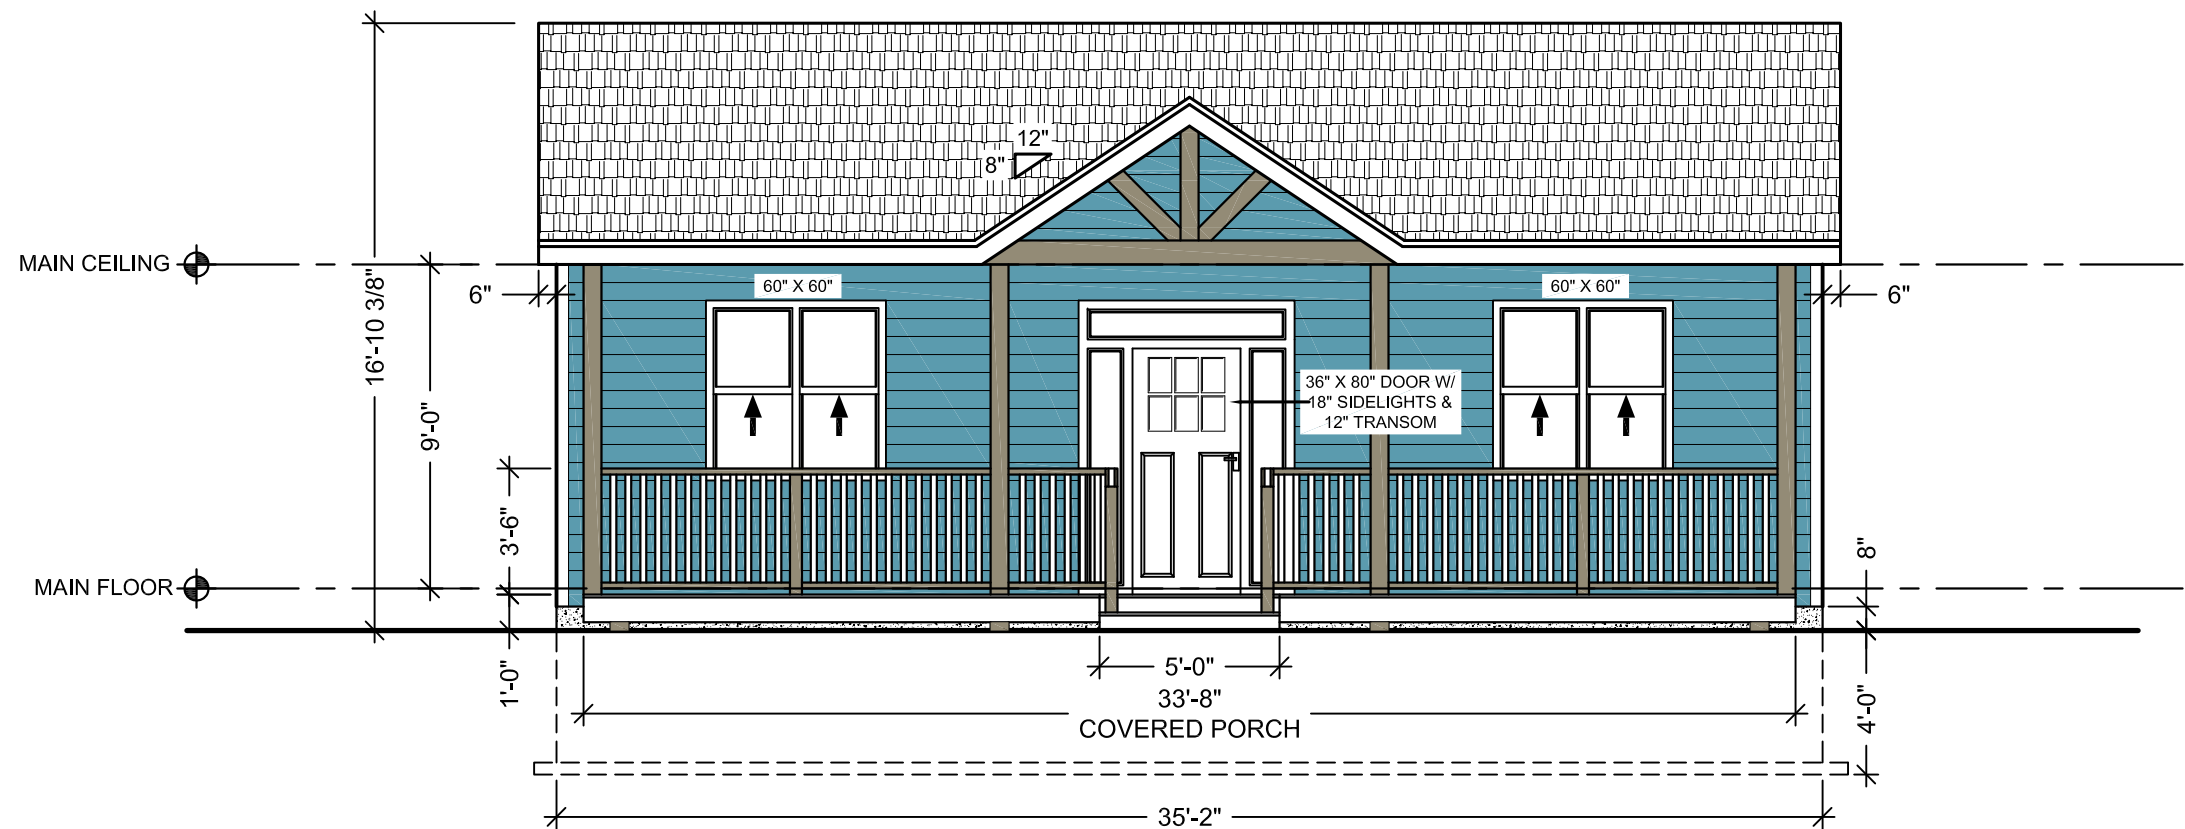 12"
8"
MAIN CEILING
16'-10 3/8"
6"
60" X 60"
60" X 60"
6"
9'-0"
36" X 80" DOOR W/
18" SIDELIGHTS &
12" TRANSOM
3'-6"
8"
MAIN FLOOR
1'-0"
5'-0"
33'-8"
COVERED PORCH
4'-0"
35'-2"